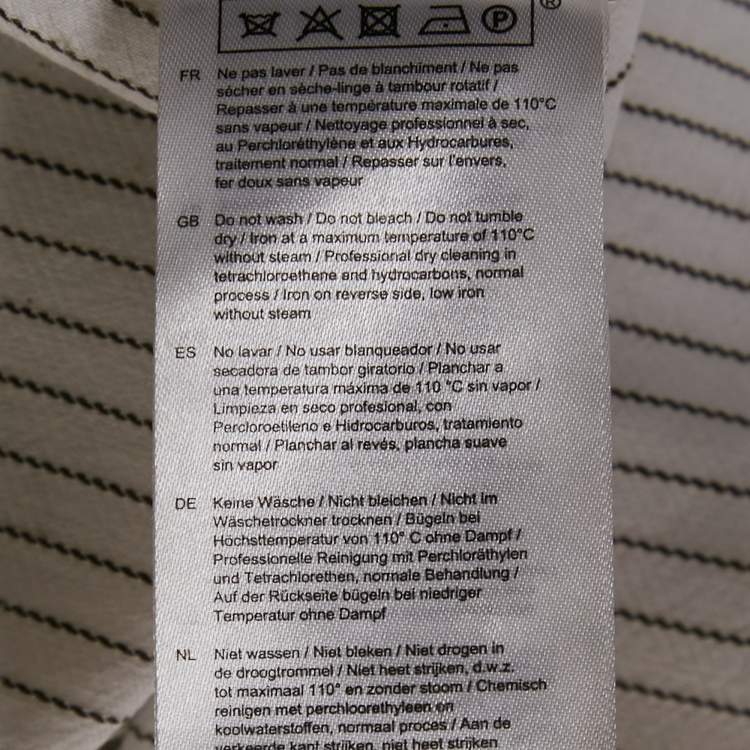 ®
P
FR Ne pas laver / Pas de blanchiment / Ne pas
sécher en sèche-linge à tambour rotatif /
Repasser à une température maximale de 110°C
sans vapeur / Nettoyage professionnel à sec,
au Perchloréthylène et aux Hydrocarbures,
traitement normal / Repasser sur l'envers,
fer doux sans vapeur
GB Do not wash / Do not bleach / Do not tumble
dry / Iron at a maximum temperature of 110°C
without steam / Professional dry cleaning in
tetrachloroethene and hydrocarbons, normal
process / Iron on reverse side, low iron
without steam
ES No lavar / No usar blanqueador / No usar
secadora de tambor giratorio / Planchar a
una temperatura máxima de 110 °C sin vapor /
Limpieza en seco profesional, con
Percloroetileno e Hidrocarburos, tratamiento
normal / Planchar al revés, plancha suave
sin vapor
DE Keine Wäsche / Nicht bleichen / Nicht im
Wäschetrockner trocknen / Bügeln bei
Höchsttemperatur von 110° C ohne Dampf /
Professionelle Reinigung mit Perchloräthylen
und Tetrachlorethen, normale Behandlung /
Auf der Rückseite bügeln bei niedriger
Temperatur ohne Dampf
NL Niet wassen / Niet bleken / Niet drogen in
de droogtrommel / Niet heet strijken, d.w.z.
tot maximaal 110° en zonder stoom / Chemisch
reinigen met perchloorethyleen en
koolwaterstoffen, normaal proces / Aan de
verkeerde kant strijken, niet heet strijken